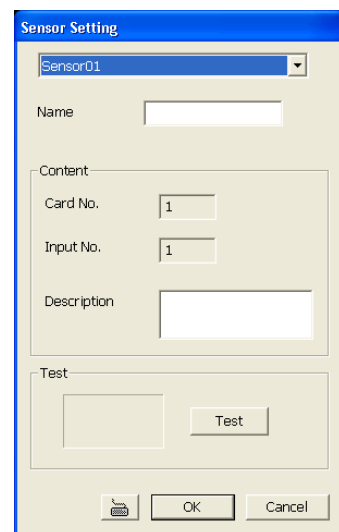 Sensor Setting
Sensor01
Name
Content
Card No. 1
Input No. 1
Description
Test
Test
OK Cancel